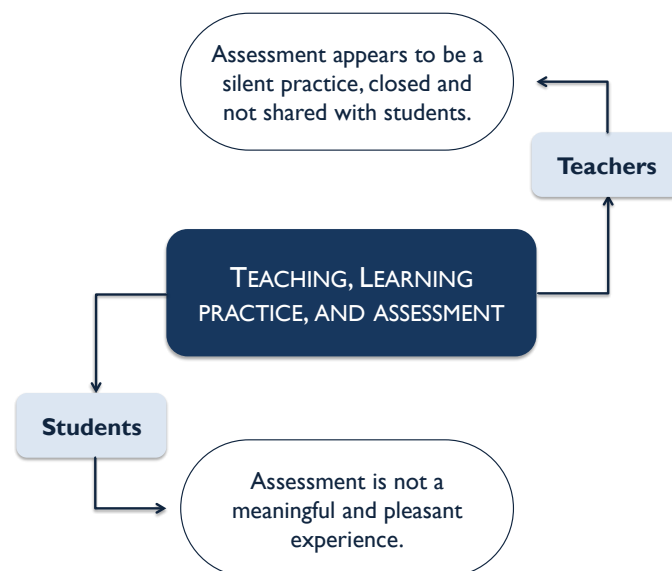 Assessment appears to be a
silent practice, closed and
not shared with students.
Teachers
TEACHING, LEARNING
PRACTICE, AND ASSESSMENT
Students
Assessment is not a
meaningful and pleasant
experience.